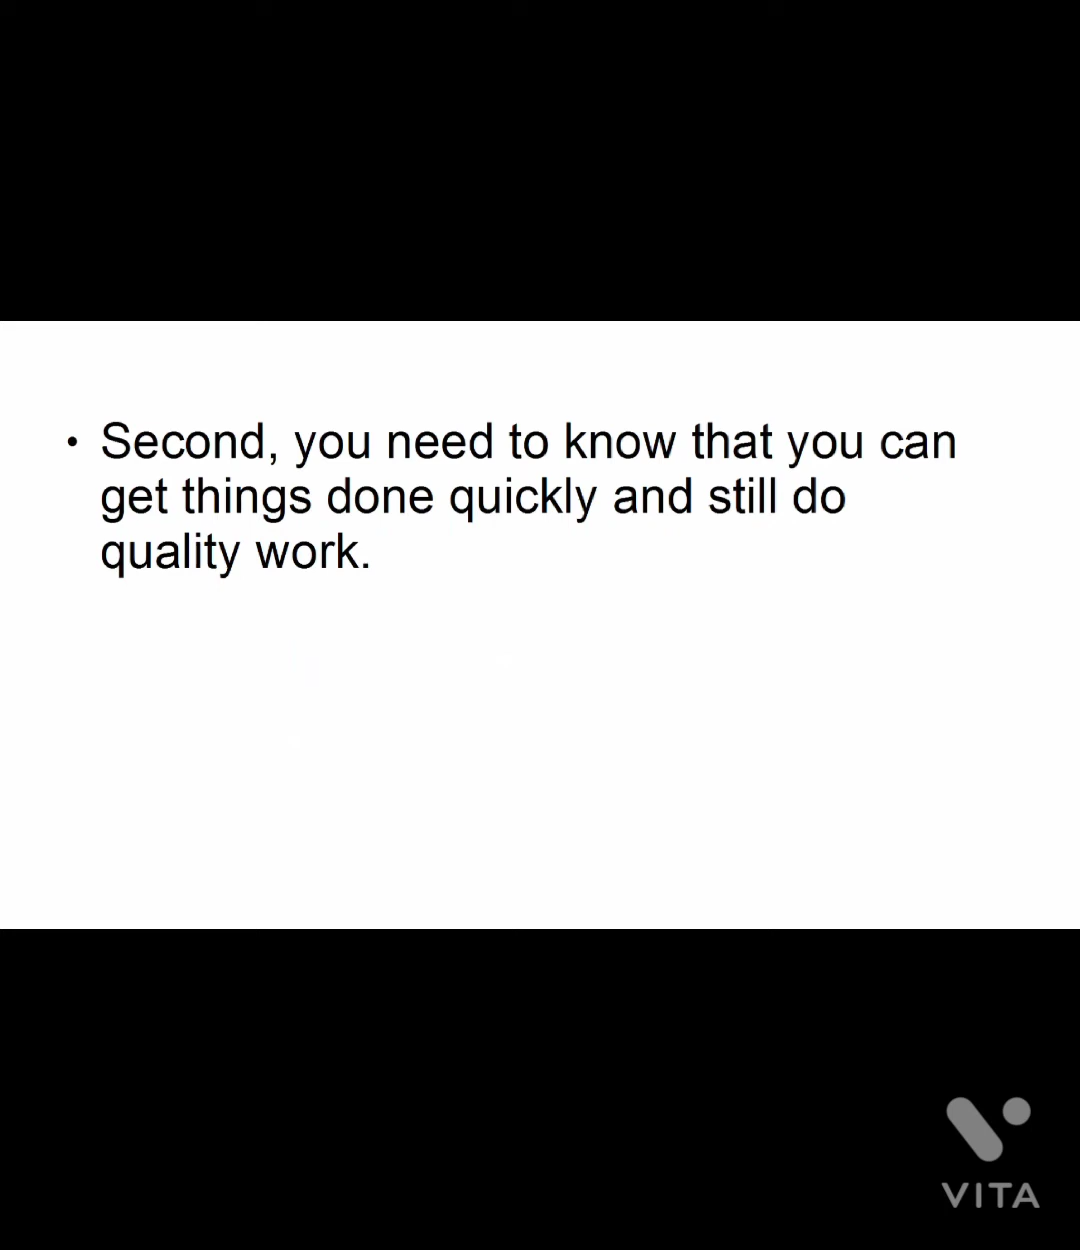 • Second, you need to know that you can
get things done quickly and still do
quality work.
VITA